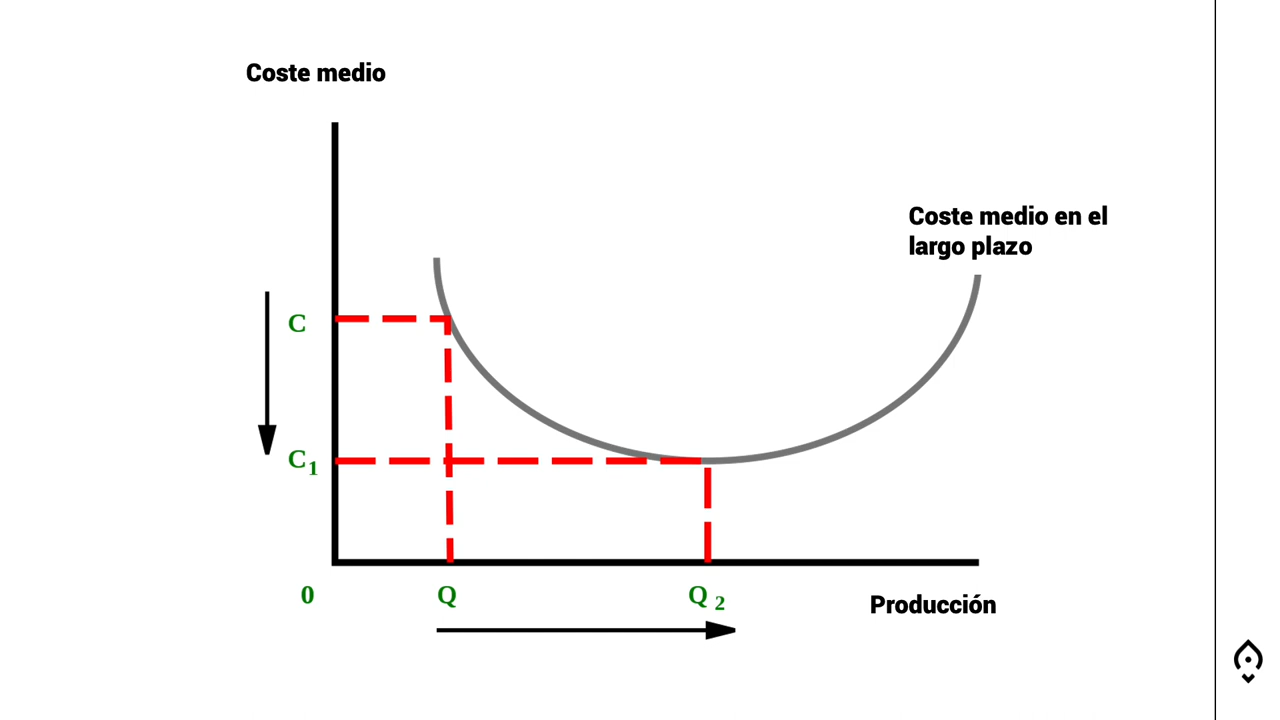 Coste medio
Coste medio en el
largo plazo
C
C1
0
Q
Q 2
Producción